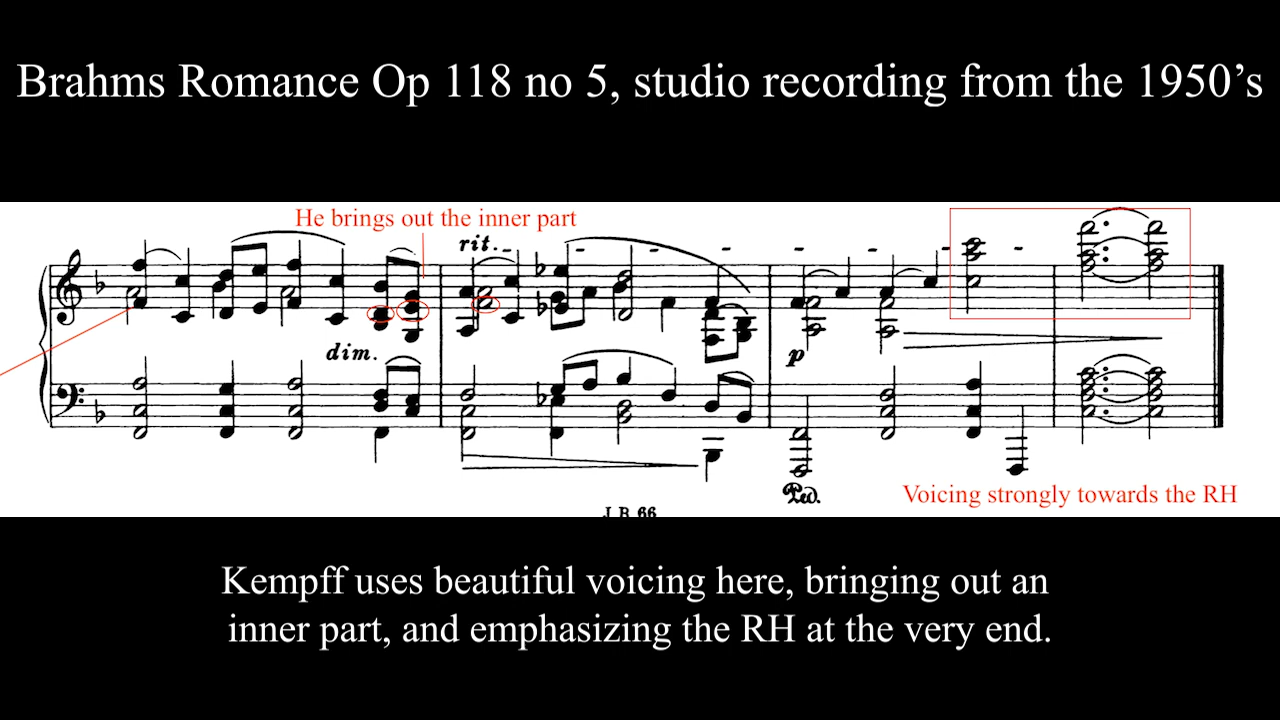 Brahms Romance Op 118 no 5, studio recording from the 1950’s
He brings out the inner part
rit.
dim.
p
Ped.
Voicing strongly towards the RH
J.B. 66
Kempff uses beautiful voicing here, bringing out an
inner part, and emphasizing the RH at the very end.